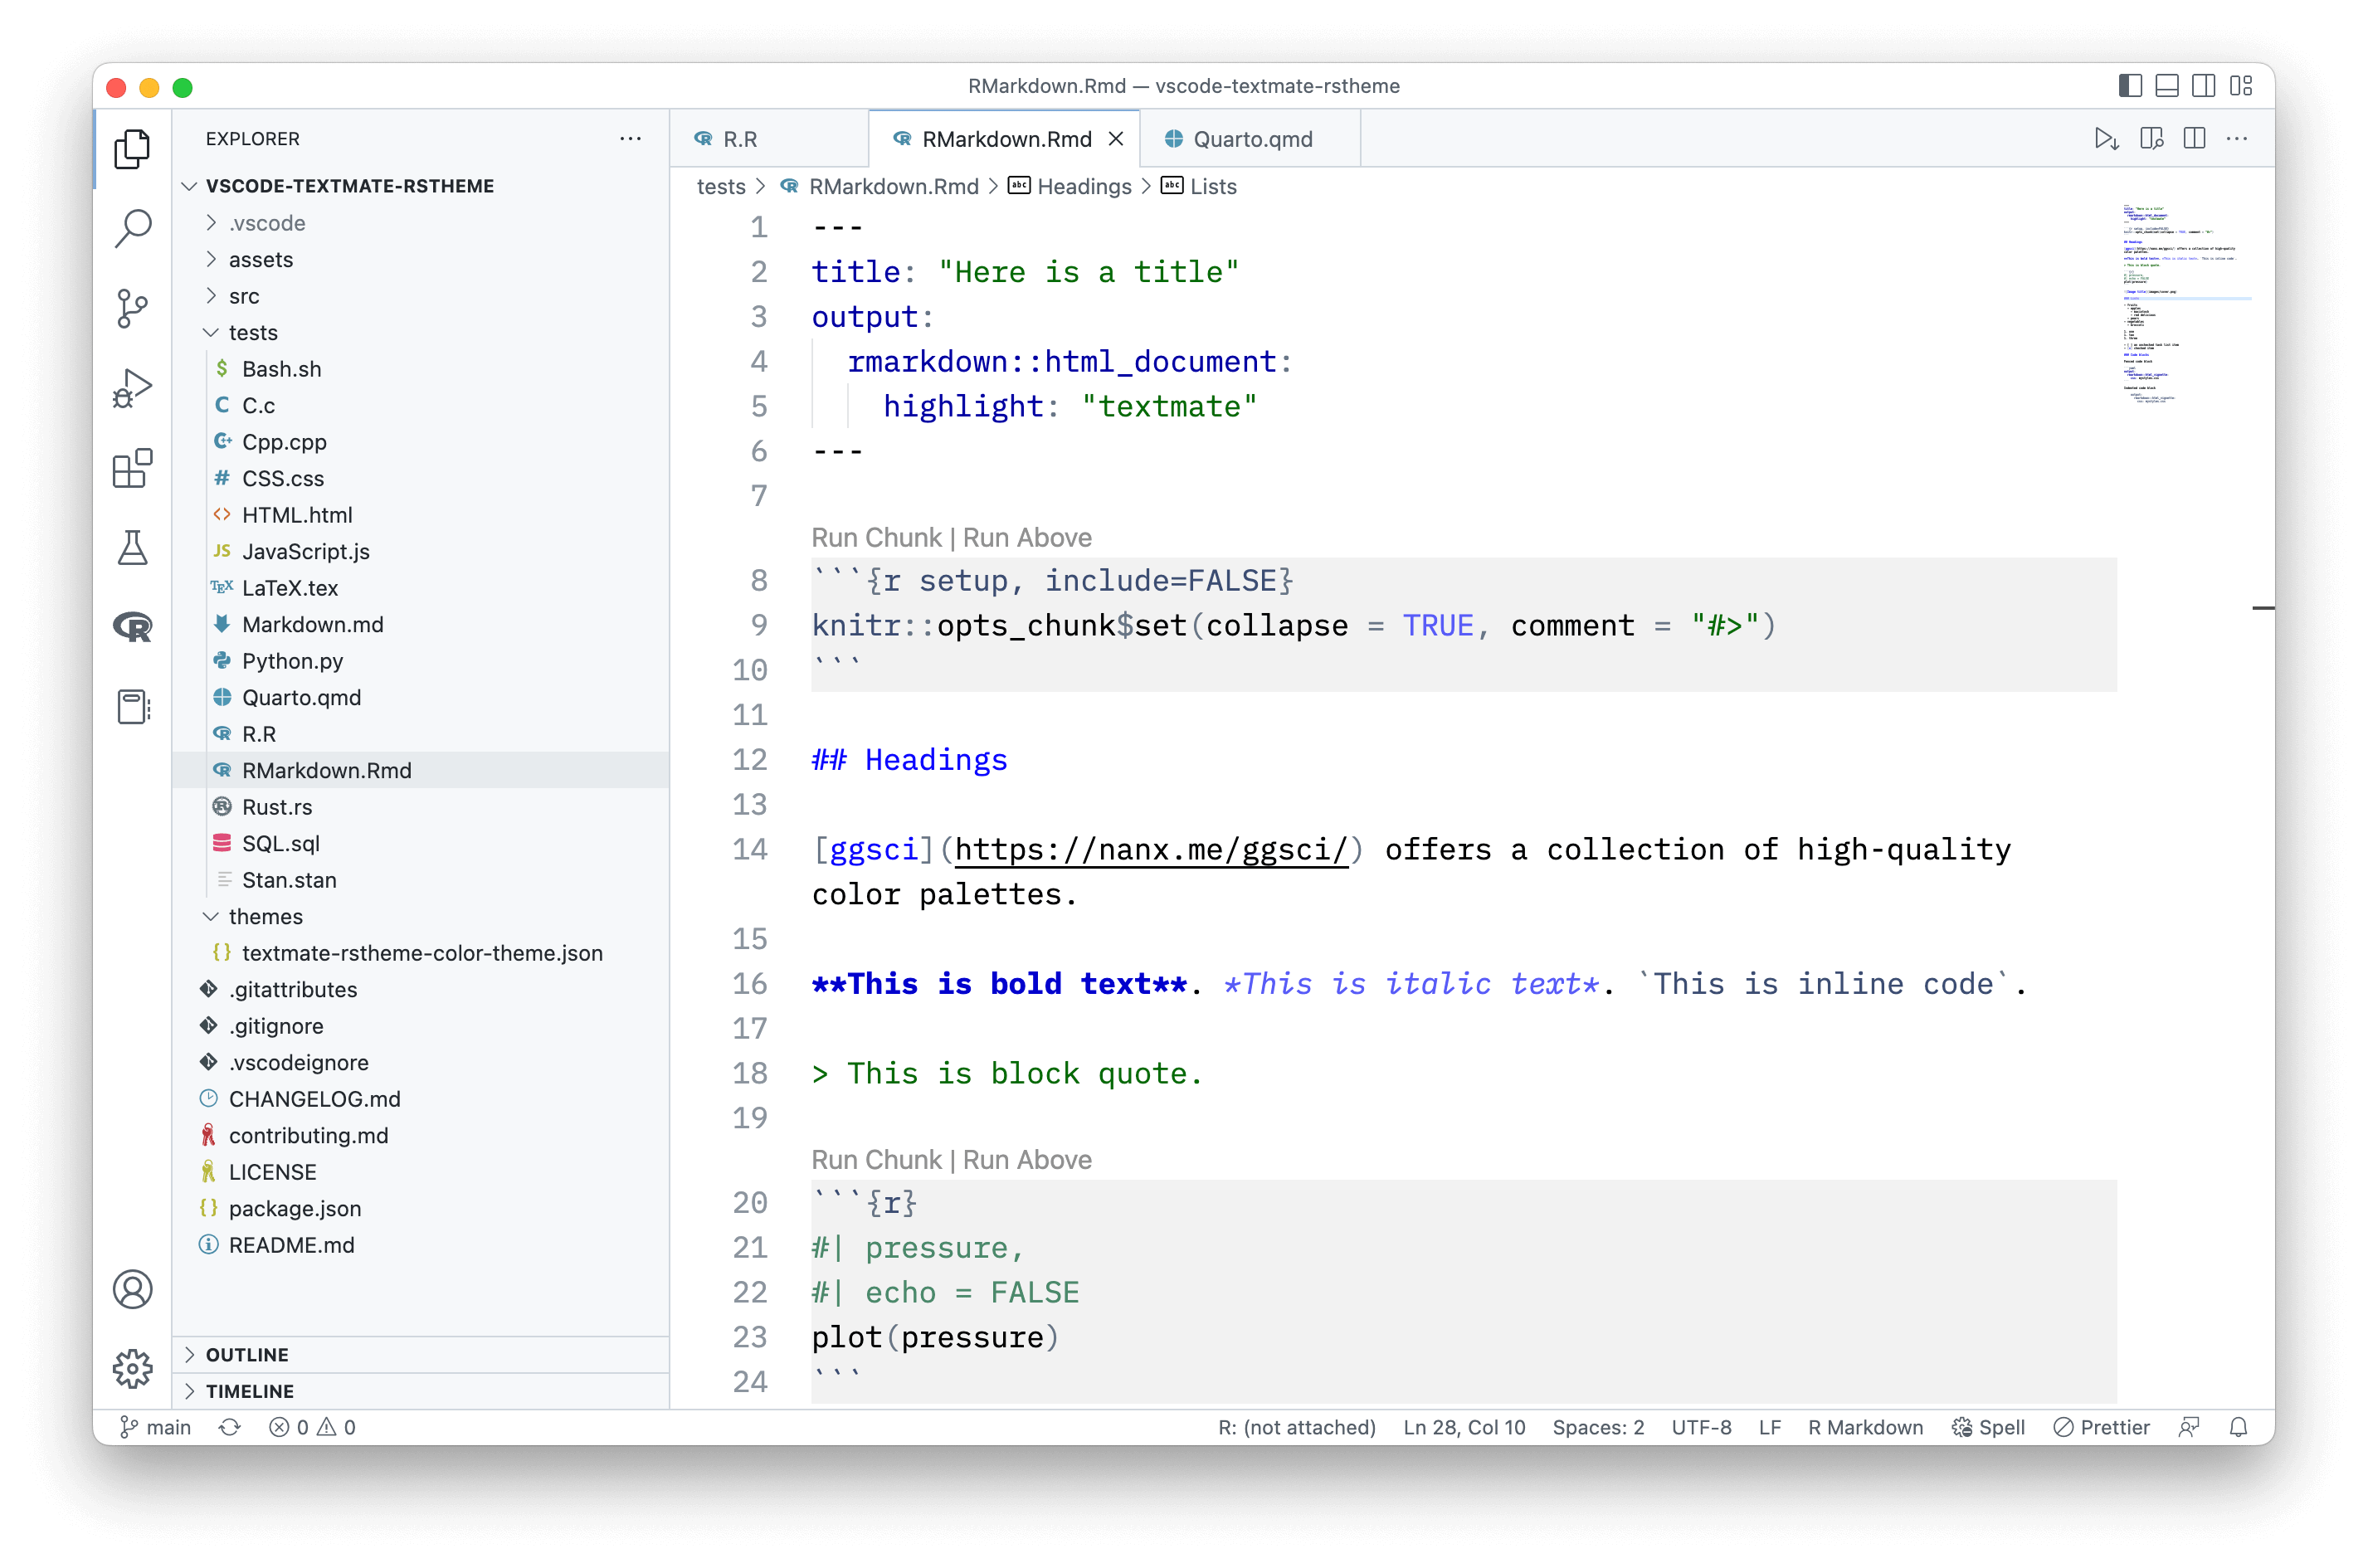 RMarkdown.Rmd — vscode-textmate-rstheme
EXPLORER
VSCODE-TEXTMATE-RSTHEME
.vscode
assets
src
tests
$ Bash.sh
C C.c
C++ Cpp.cpp
# CSS.css
<> HTML.html
JS JavaScript.js
TEX LaTeX.tex
Markdown.md
Python.py
Quarto.qmd
R R.R
R RMarkdown.Rmd
R Rust.rs
SQL.sql
Stan.stan
themes
{} textmate-rstheme-color-theme.json
.gitattributes
.gitignore
.vscodeignore
CHANGELOG.md
contributing.md
LICENSE
{} package.json
README.md
OUTLINE
TIMELINE
R R.R
R RMarkdown.Rmd
Quarto.qmd
tests > R RMarkdown.Rmd > abc Headings > abc Lists
1 ---
2 title: "Here is a title"
3 output:
4   rmarkdown::html_document:
5     highlight: "textmate"
6 ---
7
Run Chunk | Run Above
8 ```{r setup, include=FALSE}
9 knitr::opts_chunk$set(collapse = TRUE, comment = "#>")
10 ```
11
12 ## Headings
13
14 [ggsci](https://nanx.me/ggsci/) offers a collection of high-quality
color palettes.
15
16 **This is bold text**. *This is italic text*. `This is inline code`.
17
18 > This is block quote.
19
Run Chunk | Run Above
20 ```{r}
21 #| pressure,
22 #| echo = FALSE
23 plot(pressure)
24 ```
main 0 0 R: (not attached) Ln 28, Col 10 Spaces: 2 UTF-8 LF R Markdown Spell Prettier